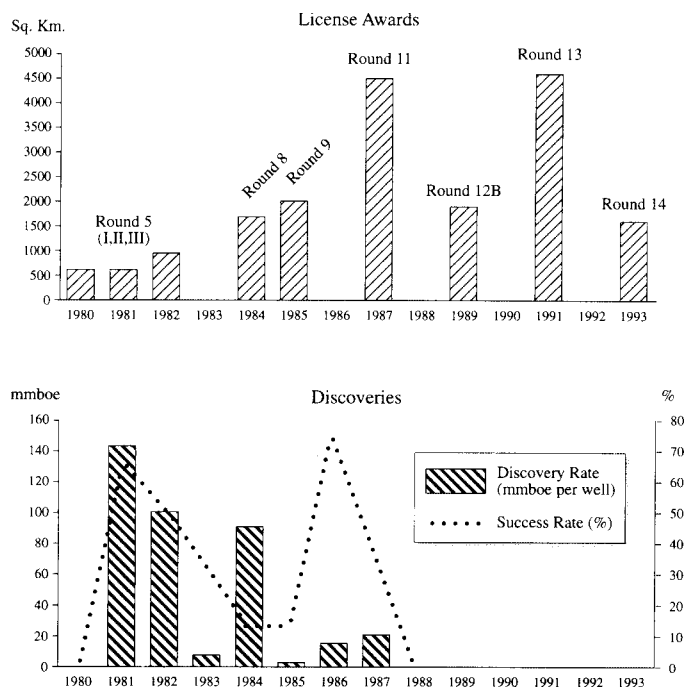 License Awards
Sq. Km.
5000
4500
4000
3500
3000
2500
2000
1500
1000
500
0
Round 5
(I,II,III)
Round 8
Round 9
Round 11
Round 12B
Round 13
Round 14
1980 1981 1982 1983 1984 1985 1986 1987 1988 1989 1990 1991 1992 1993
Discoveries
mmboe
%
160
140
120
100
80
60
40
20
0
80
70
60
50
40
30
20
10
0
Discovery Rate
(mmboe per well)
Success Rate (%)
1980 1981 1982 1983 1984 1985 1986 1987 1988 1989 1990 1991 1992 1993